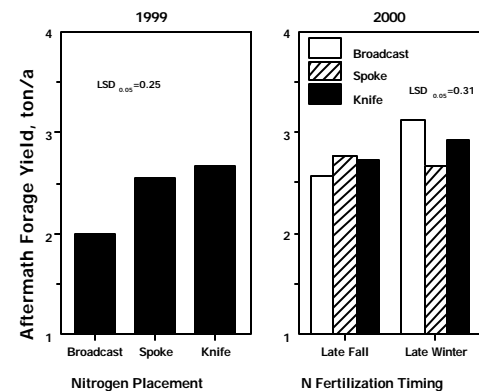 1999
2000
4
3
2
1
4
3
2
1
Aftermath Forage Yield, ton/a
LSD 0.05=0.25
Broadcast
Spoke
Knife
LSD 0.05=0.31
Broadcast Spoke Knife
Late Fall Late Winter
Nitrogen Placement
N Fertilization Timing